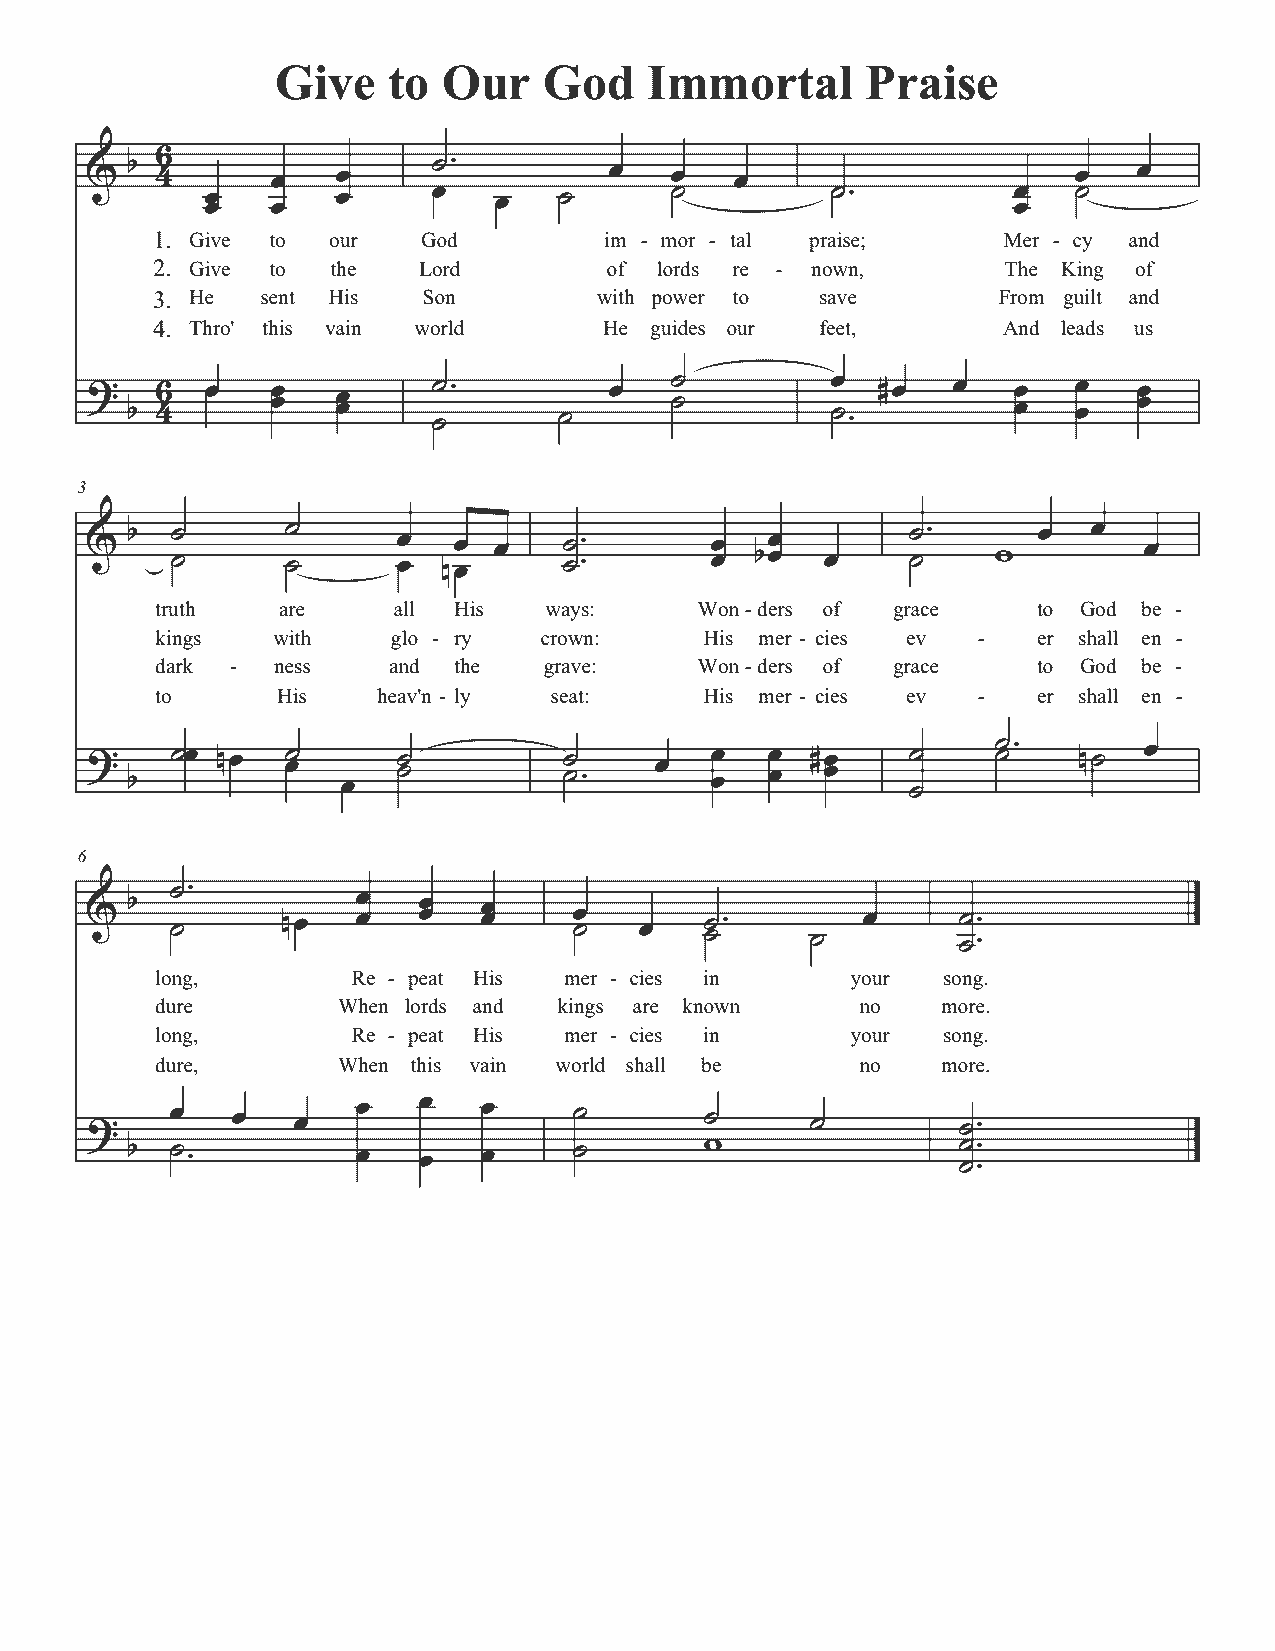 Give to Our God Immortal Praise
6
4
1. Give to our God im - mor - tal praise; Mer - cy and
2. Give to the Lord of lords re - nown, The King of
3. He sent His Son with power to save From guilt and
4. Thro' this vain world He guides our feet, And leads us
6
4
3
truth are all His ways: Won - ders of grace to God be -
kings with glo - ry crown: His mer - cies ev - er shall en -
dark - ness and the grave: Won - ders of grace to God be -
to His heav'n - ly seat: His mer - cies ev - er shall en -
6
long, Re - peat His mer - cies in your song.
dure When lords and kings are known no more.
long, Re - peat His mer - cies in your song.
dure, When this vain world shall be no more.